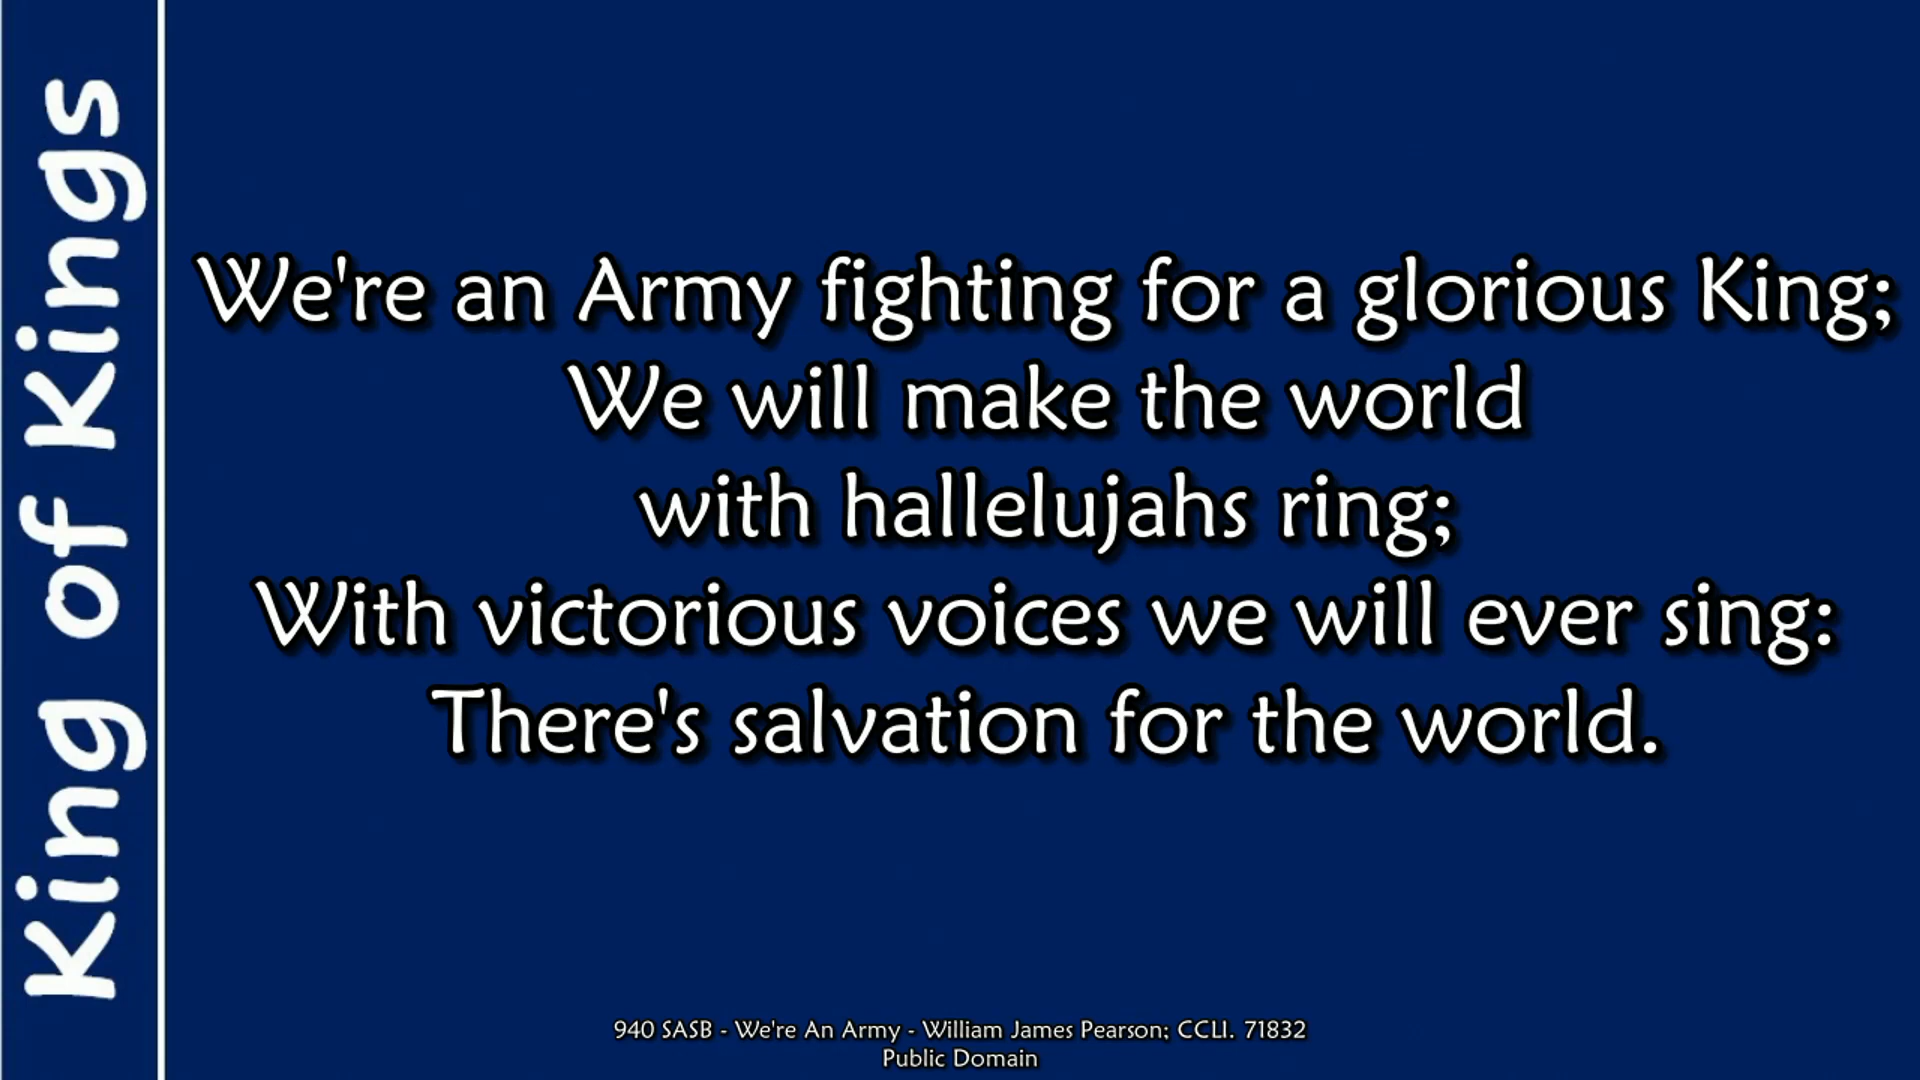 King of Kings
We're an Army fighting for a glorious King;
We will make the world
with hallelujahs ring;
With victorious voices we will ever sing:
There's salvation for the world.
940 SASB - We're An Army - William James Pearson; CCLI. 71832
Public Domain